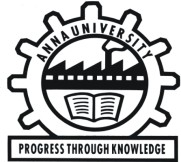 ANNA UNIVERSITY
PROGRESS THROUGH KNOWLEDGE